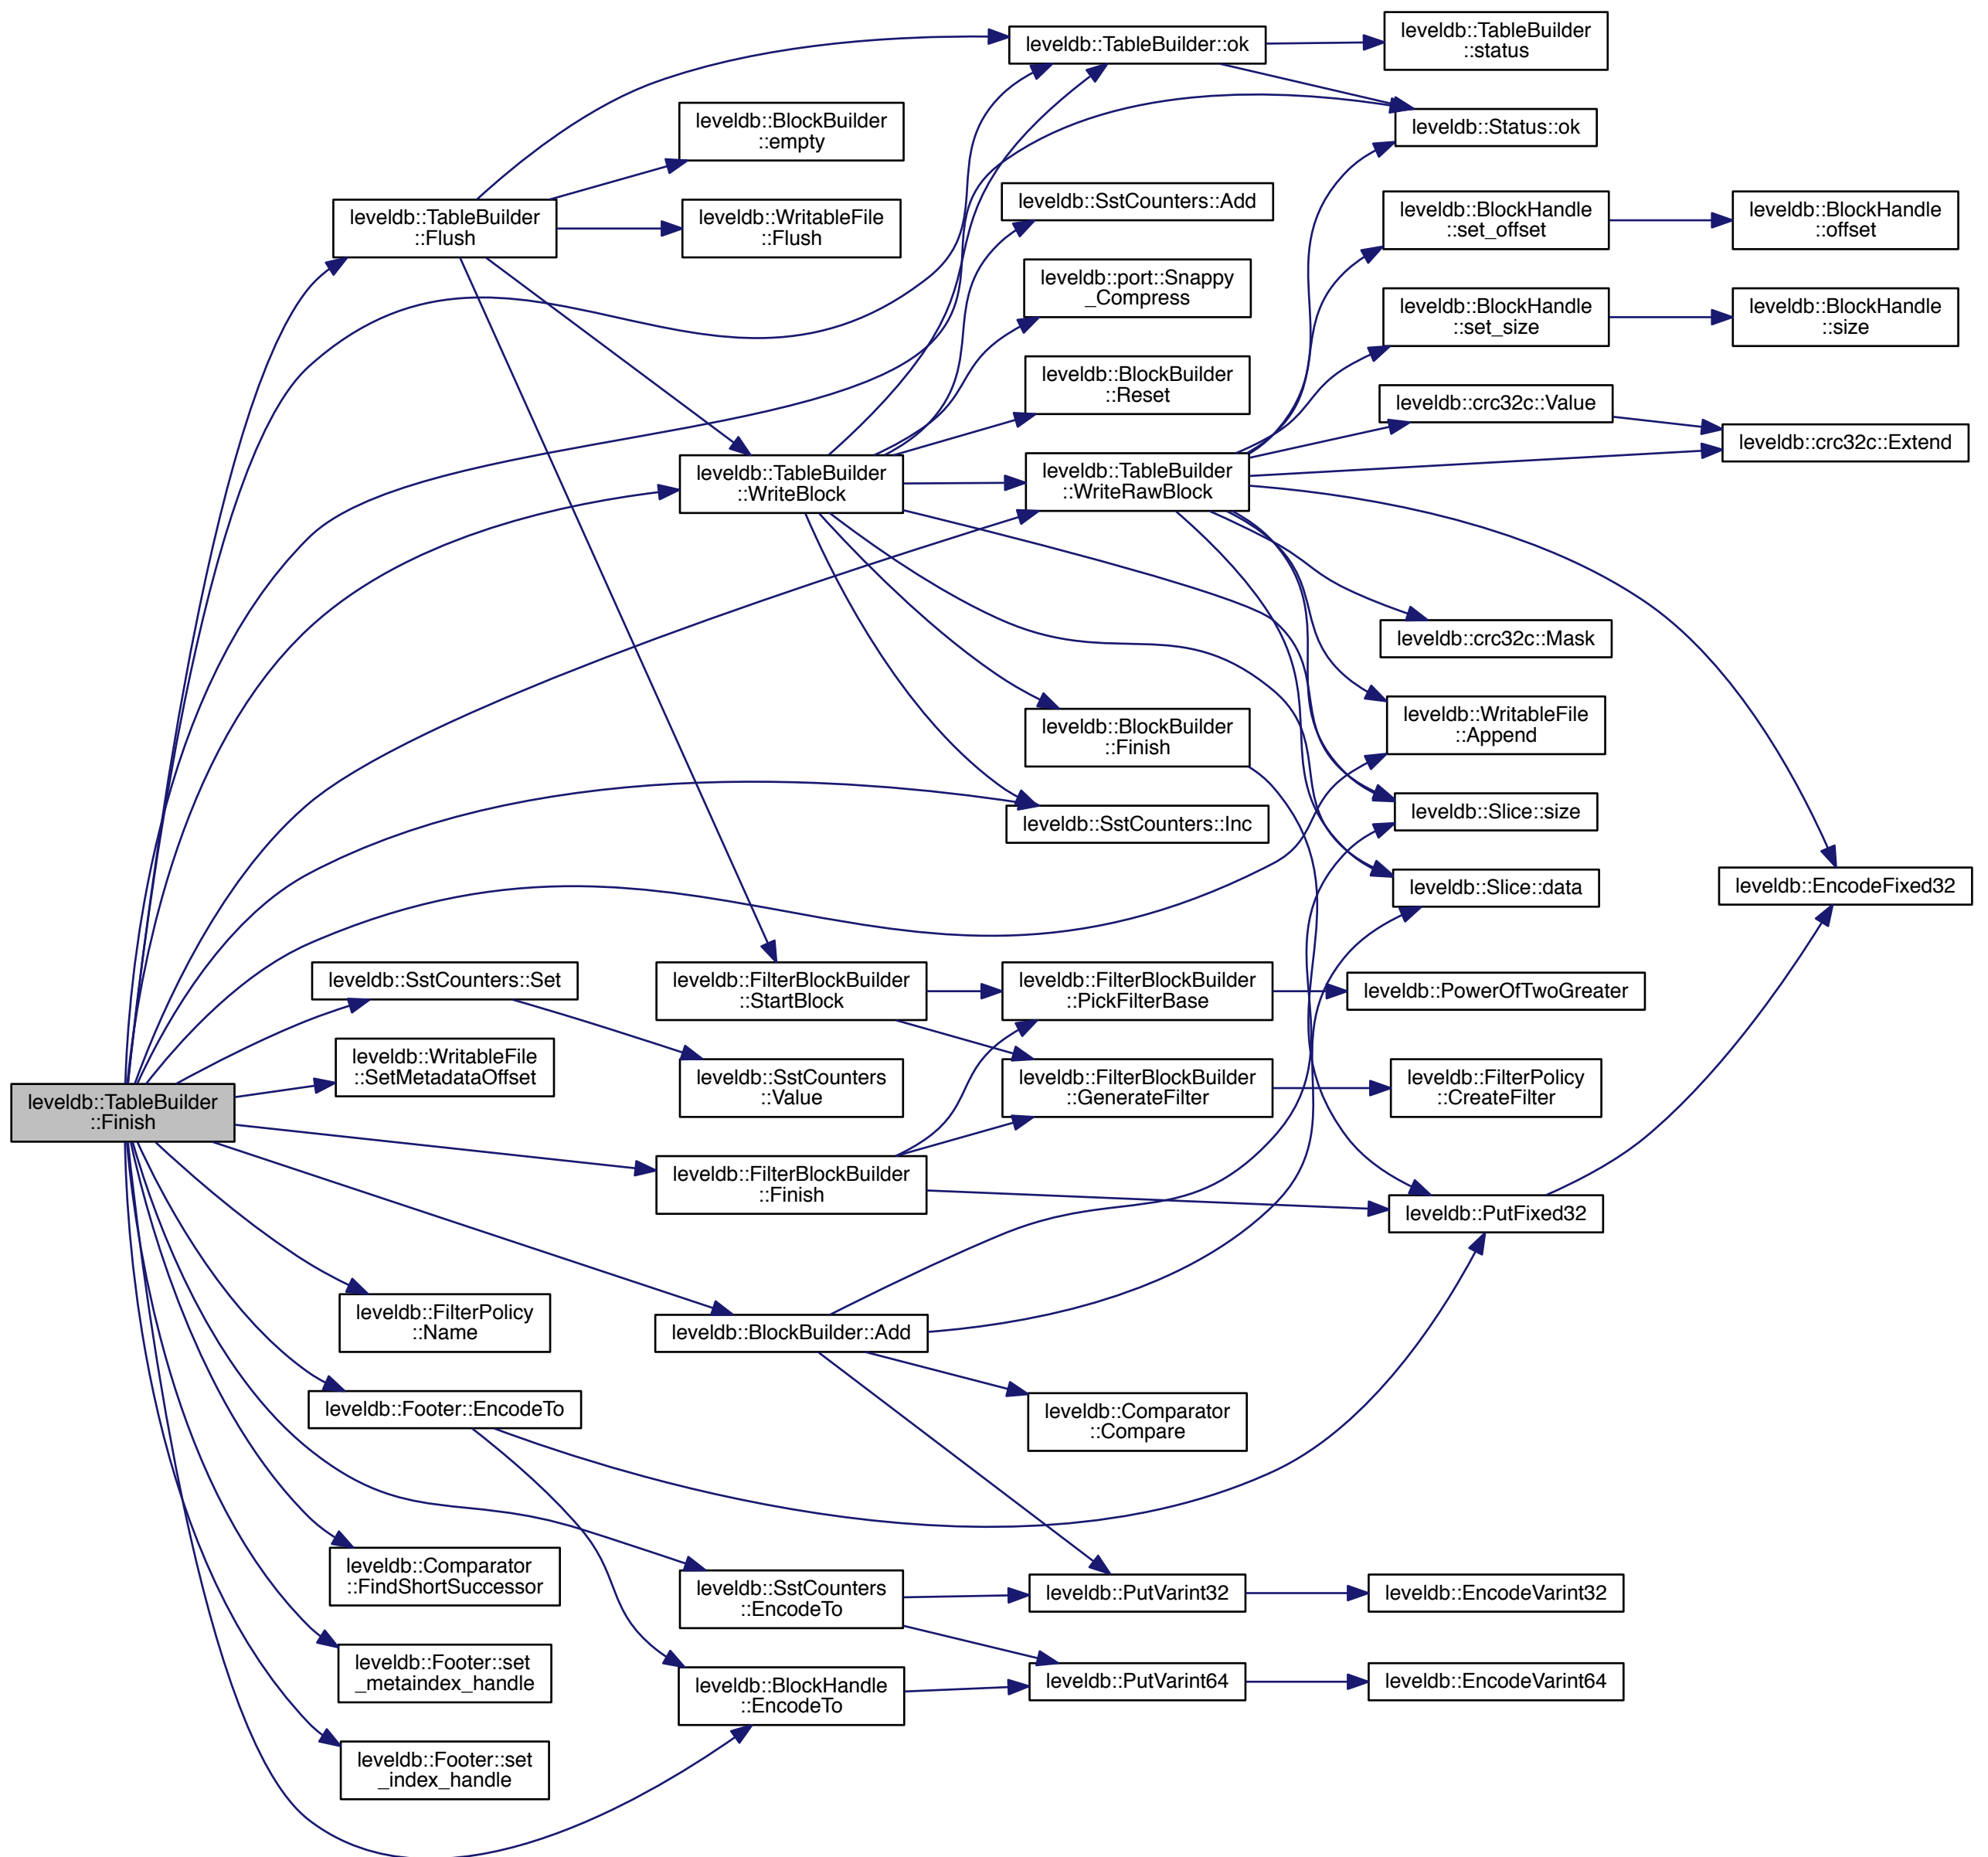 leveldb::TableBuilder::ok
leveldb::TableBuilder
::status
leveldb::BlockBuilder
::empty
leveldb::Status::ok
leveldb::TableBuilder
::Flush
leveldb::WritableFile
::Flush
leveldb::SstCounters::Add
leveldb::BlockHandle
::set_offset
leveldb::BlockHandle
::offset
leveldb::port::Snappy
_Compress
leveldb::BlockHandle
::set_size
leveldb::BlockHandle
::size
leveldb::BlockBuilder
::Reset
leveldb::crc32c::Value
leveldb::crc32c::Extend
leveldb::TableBuilder
::WriteBlock
leveldb::TableBuilder
::WriteRawBlock
leveldb::crc32c::Mask
leveldb::BlockBuilder
::Finish
leveldb::WritableFile
::Append
leveldb::SstCounters::Inc
leveldb::Slice::size
leveldb::Slice::data
leveldb::EncodeFixed32
leveldb::SstCounters::Set
leveldb::FilterBlockBuilder
::StartBlock
leveldb::FilterBlockBuilder
::PickFilterBase
leveldb::PowerOfTwoGreater
leveldb::WritableFile
::SetMetadataOffset
leveldb::SstCounters
::Value
leveldb::FilterBlockBuilder
::GenerateFilter
leveldb::FilterPolicy
::CreateFilter
leveldb::TableBuilder
::Finish
leveldb::FilterBlockBuilder
::Finish
leveldb::PutFixed32
leveldb::FilterPolicy
::Name
leveldb::BlockBuilder::Add
leveldb::Footer::EncodeTo
leveldb::Comparator
::Compare
leveldb::Comparator
::FindShortSuccessor
leveldb::SstCounters
::EncodeTo
leveldb::PutVarint32
leveldb::EncodeVarint32
leveldb::Footer::set
_metaindex_handle
leveldb::BlockHandle
::EncodeTo
leveldb::PutVarint64
leveldb::EncodeVarint64
leveldb::Footer::set
_index_handle